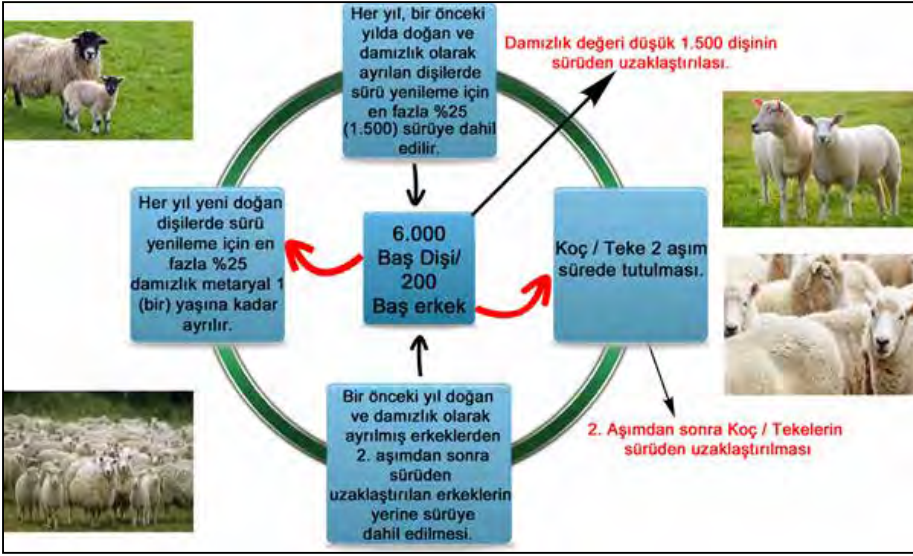 Her yıl, bir önceki
yılda doğan ve
damızlık olarak
ayrılan dişilerde
sürü yenileme için
en fazla %25
(1.500) sürüye dahil
edilir.
Damızlık değeri düşük 1.500 dişinin
sürüden uzaklaştırılası.
Her yıl yeni doğan
dişilerde sürü
yenileme için en
fazla %25
damızlık metaryal 1
(bir) yaşına kadar
ayrılır.
6.000
Baş Dişi/
200
Baş erkek
Koç / Teke 2 aşım
sürede tutulması.
Bir önceki yıl doğan
ve damızlık olarak
ayrılmış erkeklerden
2. aşımdan sonra
sürüden
uzaklaştırılan erkeklerin
yerine sürüye
dahil edilmesi.
2. Aşımdan sonra Koç / Tekelerin
sürüden uzaklaştırılması